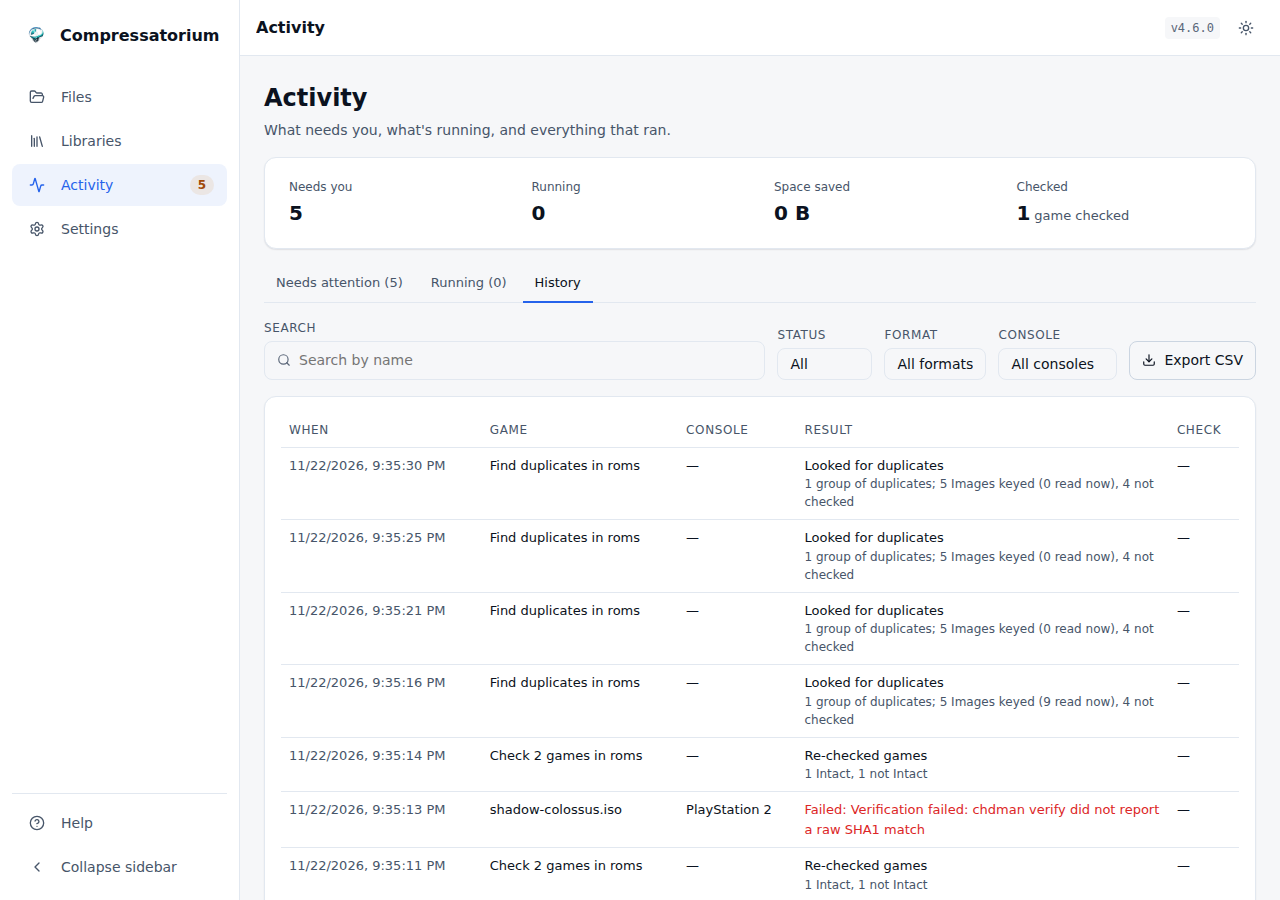 Compressatorium
Files
Libraries
Activity 5
Settings
Help
Collapse sidebar
Activity
v4.6.0
Activity
What needs you, what's running, and everything that ran.
Needs you Running Space saved Checked
5 0 0 B 1 game checked
Needs attention (5) Running (0) History
SEARCH STATUS FORMAT CONSOLE
Search by name All All formats All consoles Export CSV
WHEN GAME CONSOLE RESULT CHECK
11/22/2026, 9:35:30 PM Find duplicates in roms — Looked for duplicates —
1 group of duplicates; 5 Images keyed (0 read now), 4 not
checked
11/22/2026, 9:35:25 PM Find duplicates in roms — Looked for duplicates —
1 group of duplicates; 5 Images keyed (0 read now), 4 not
checked
11/22/2026, 9:35:21 PM Find duplicates in roms — Looked for duplicates —
1 group of duplicates; 5 Images keyed (0 read now), 4 not
checked
11/22/2026, 9:35:16 PM Find duplicates in roms — Looked for duplicates —
1 group of duplicates; 5 Images keyed (9 read now), 4 not
checked
11/22/2026, 9:35:14 PM Check 2 games in roms — Re-checked games —
1 Intact, 1 not Intact
11/22/2026, 9:35:13 PM shadow-colossus.iso PlayStation 2 Failed: Verification failed: chdman verify did not report —
a raw SHA1 match
11/22/2026, 9:35:11 PM Check 2 games in roms — Re-checked games —
1 Intact, 1 not Intact